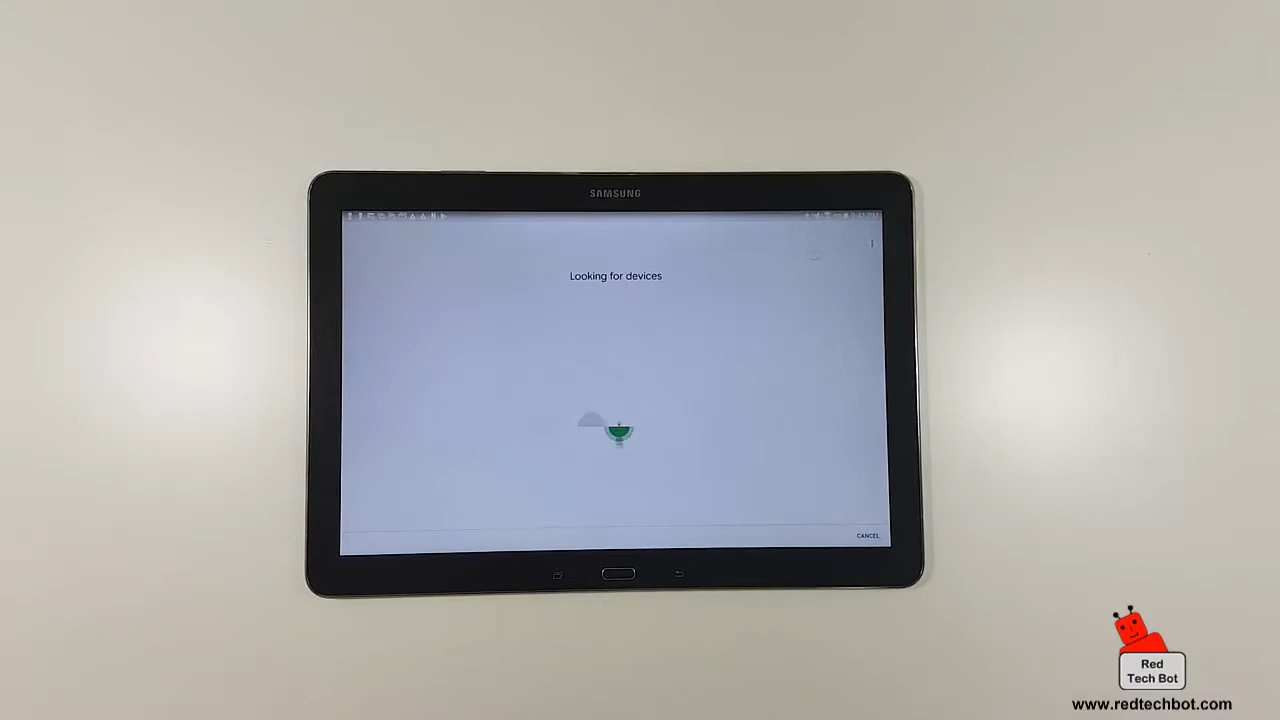 SAMSUNG
Looking for devices
CANCEL
Red
Tech Bot
www.redtechbot.com